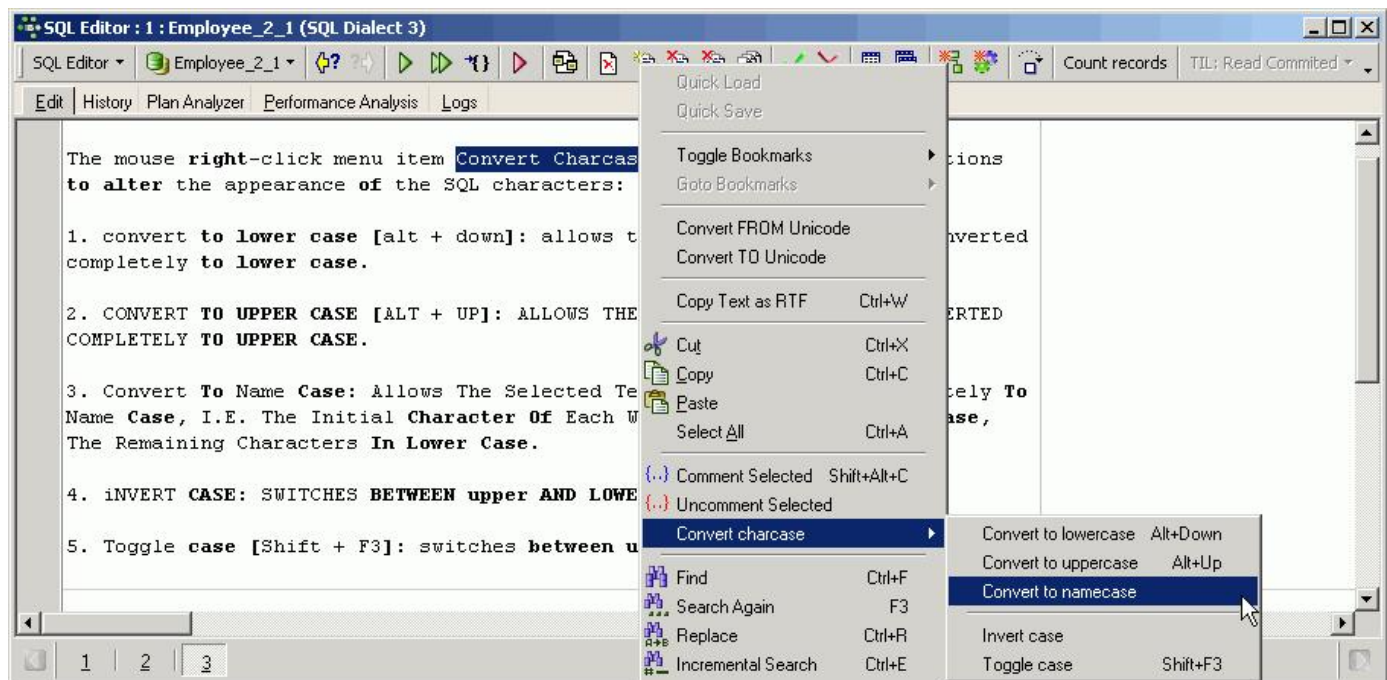 SQL Editor : 1 : Employee_2_1 (SQL Dialect 3)
SQL Editor Employee_2_1 Count records TIL: Read Commited
Edit History Plan Analyzer Performance Analysis Logs
The mouse right-click menu item Convert Charcas tions
to alter the appearance of the SQL characters:
1. convert to lower case [alt + down]: allows t nverted
completely to lower case.
2. CONVERT TO UPPER CASE [ALT + UP]: ALLOWS THE ERTED
COMPLETELY TO UPPER CASE.
3. Convert To Name Case: Allows The Selected Te tely To
Name Case, I.E. The Initial Character Of Each W ase,
The Remaining Characters In Lower Case.
4. iNVERT CASE: SWITCHES BETWEEN upper AND LOWE
5. Toggle case [Shift + F3]: switches between u
1 2 3
Quick Load
Quick Save
Toggle Bookmarks
Goto Bookmarks
Convert FROM Unicode
Convert TO Unicode
Copy Text as RTF Ctrl+W
Cut Ctrl+X
Copy Ctrl+C
Paste
Select All Ctrl+A
{..} Comment Selected Shift+Alt+C
{..} Uncomment Selected
Convert charcase
Find Ctrl+F
Search Again F3
Replace Ctrl+R
Incremental Search Ctrl+E
Convert to lowercase Alt+Down
Convert to uppercase Alt+Up
Convert to namecase
Invert case
Toggle case Shift+F3